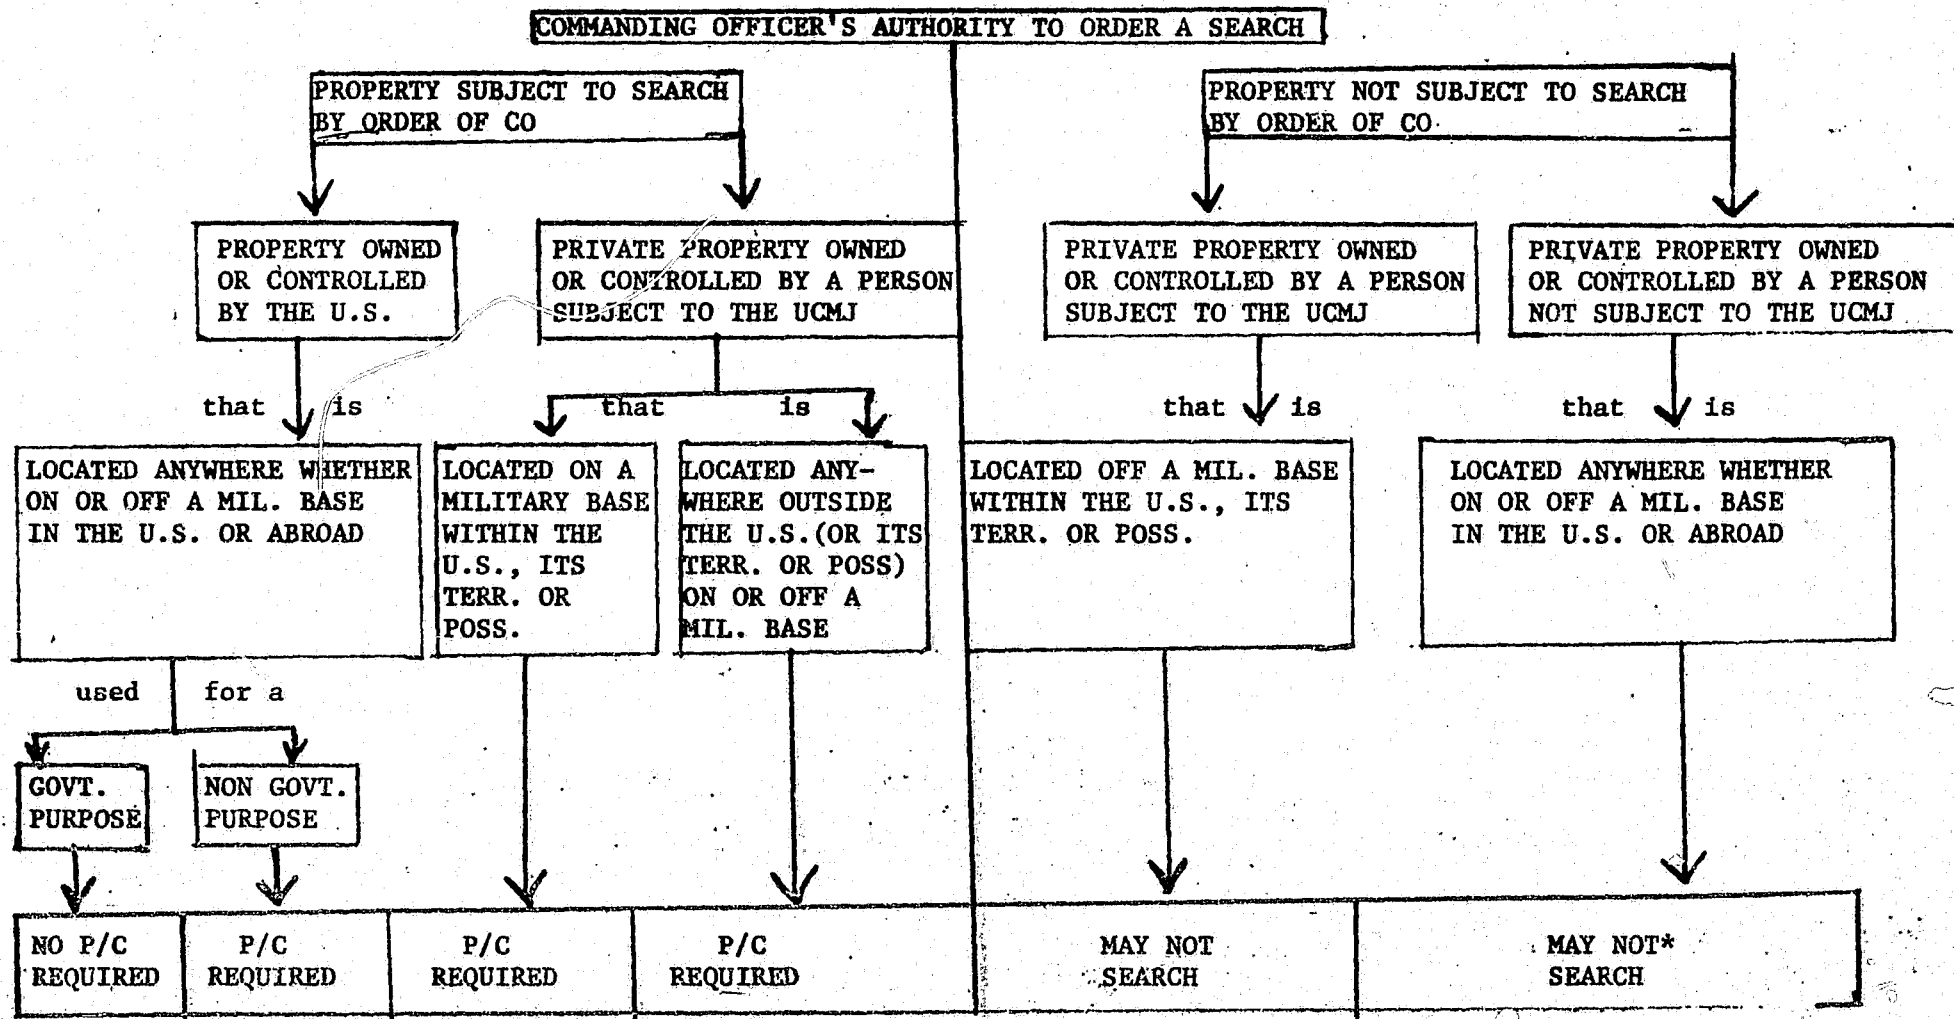 COMMANDING OFFICER'S AUTHORITY TO ORDER A SEARCH
PROPERTY SUBJECT TO SEARCH
BY ORDER OF CO
PROPERTY NOT SUBJECT TO SEARCH
BY ORDER OF CO
PROPERTY OWNED
OR CONTROLLED
BY THE U.S.
PRIVATE PROPERTY OWNED
OR CONTROLLED BY A PERSON
SUBJECT TO THE UCMJ
PRIVATE PROPERTY OWNED
OR CONTROLLED BY A PERSON
SUBJECT TO THE UCMJ
PRIVATE PROPERTY OWNED
OR CONTROLLED BY A PERSON
NOT SUBJECT TO THE UCMJ
that is
that is
that is
that is
LOCATED ANYWHERE WHETHER
ON OR OFF A MIL. BASE
IN THE U.S. OR ABROAD
LOCATED ON A
MILITARY BASE
WITHIN THE
U.S., ITS
TERR. OR
POSS.
LOCATED ANY-
WHERE OUTSIDE
THE U.S.(OR ITS
TERR. OR POSS)
ON OR OFF A
MIL. BASE
LOCATED OFF A MIL. BASE
WITHIN THE U.S., ITS
TERR. OR POSS.
LOCATED ANYWHERE WHETHER
ON OR OFF A MIL. BASE
IN THE U.S. OR ABROAD
used for a
GOVT.
PURPOSE
NON GOVT.
PURPOSE
NO P/C
REQUIRED
P/C
REQUIRED
P/C
REQUIRED
P/C
REQUIRED
MAY NOT
SEARCH
MAY NOT*
SEARCH